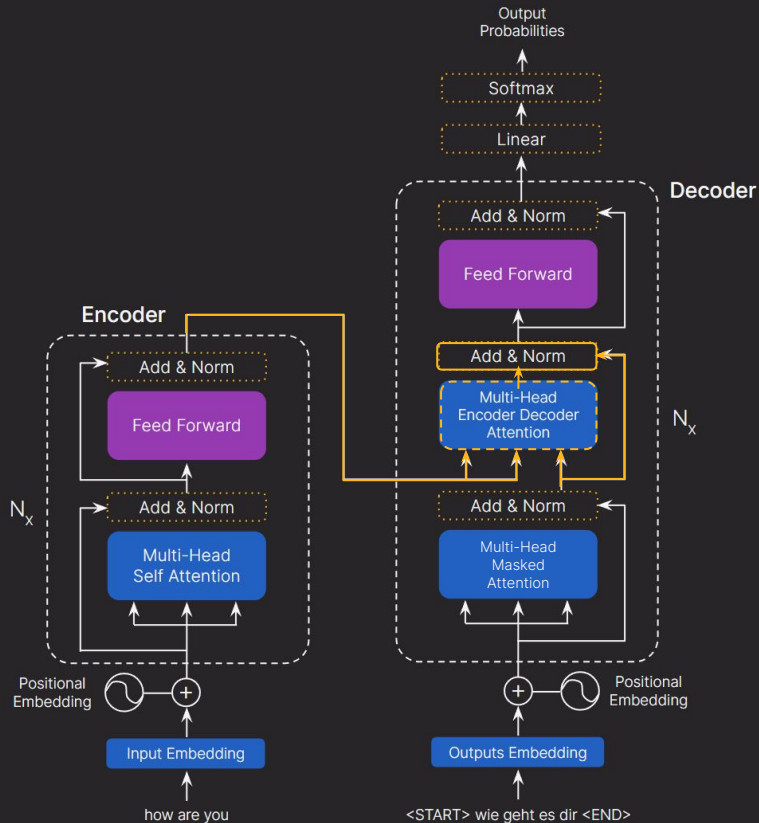 Output
Probabilities
Softmax
Linear
Decoder
Add & Norm
Feed Forward
Add & Norm
Multi-Head
Encoder Decoder
Attention
Nx
Add & Norm
Multi-Head
Masked
Attention
Positional
Embedding
+
Outputs Embedding
<START> wie geht es dir <END>
Encoder
Add & Norm
Feed Forward
Nx
Add & Norm
Multi-Head
Self Attention
Positional
Embedding
+
Input Embedding
how are you